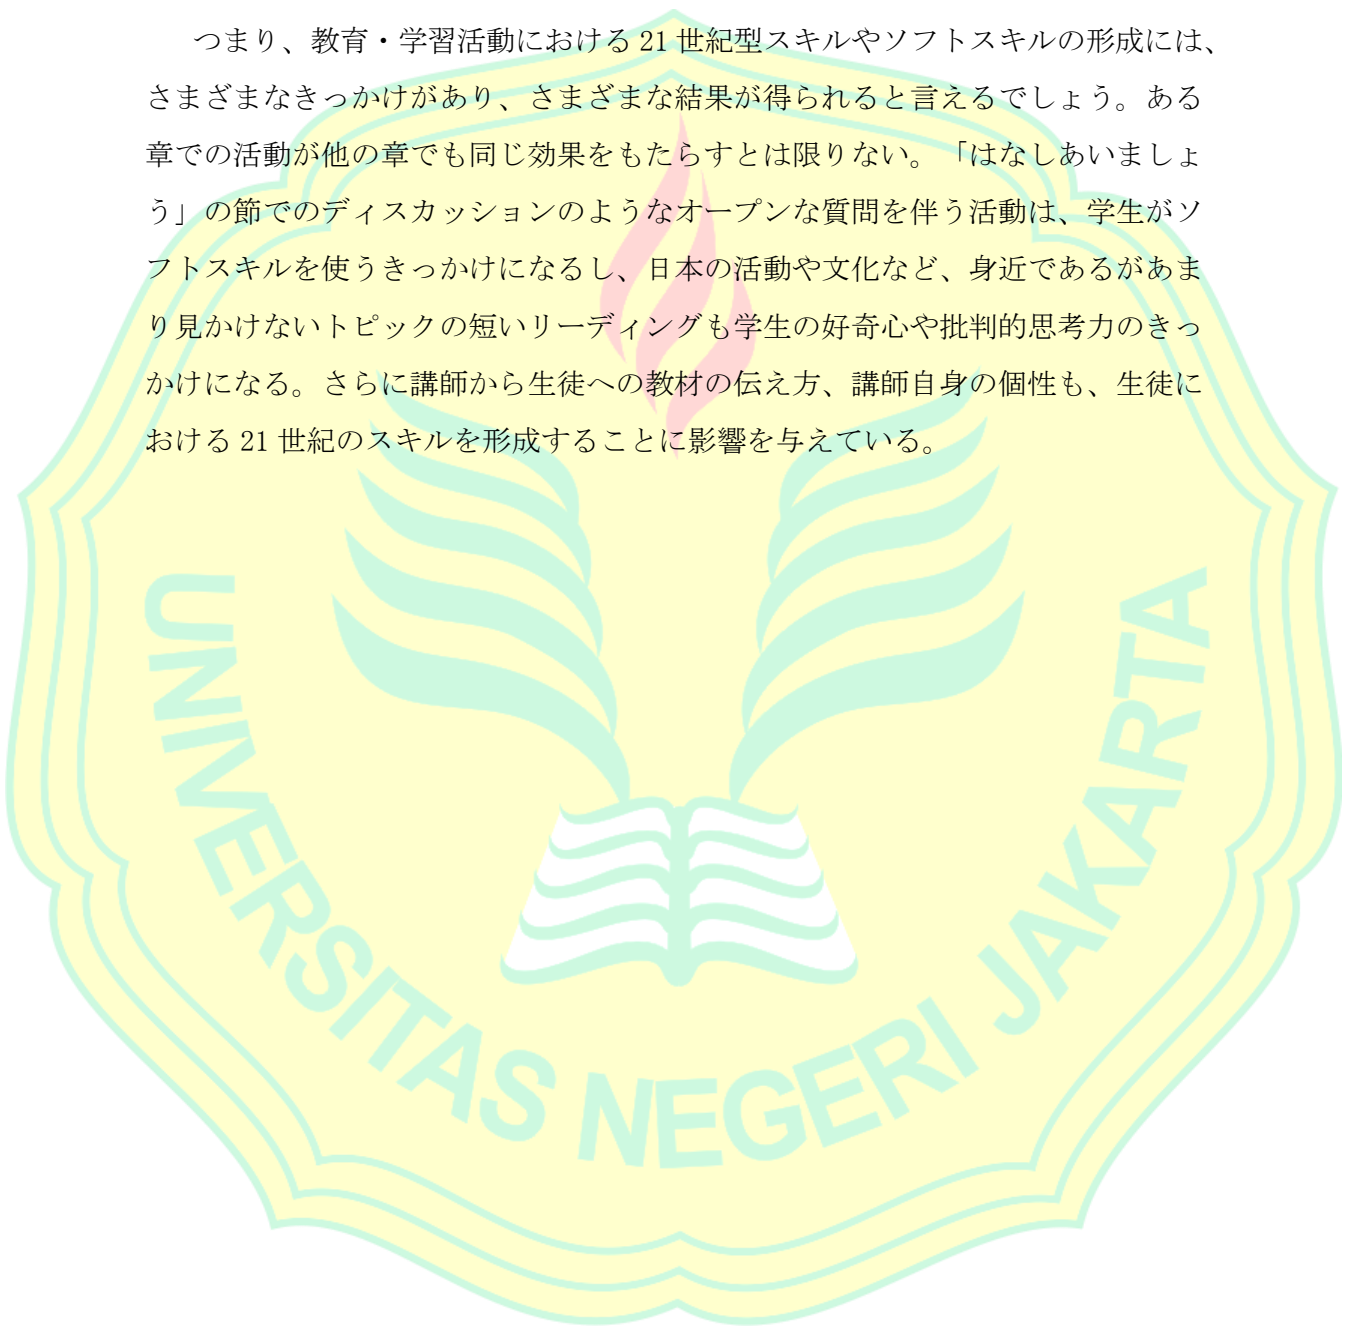 つまり、教育・学習活動における 21 世紀型スキルやソフトスキルの形成には、
さまざまなきっかけがあり、さまざまな結果が得られると言えるでしょう。ある
章での活動が他の章でも同じ効果をもたらすとは限りない。「はなしあいましょ
う」の節でのディスカッションのようなオープンな質問を伴う活動は、学生がソ
フトスキルを使うきっかけになるし、日本の活動や文化など、身近であるがあま
り見かけないトピックの短いリーディングも学生の好奇心や批判的思考力のきっ
かけになる。さらに講師から生徒への教材の伝え方、講師自身の個性も、生徒に
おける 21 世紀のスキルを形成することに影響を与えている。
UNIVERSITAS NEGERI JAKARTA